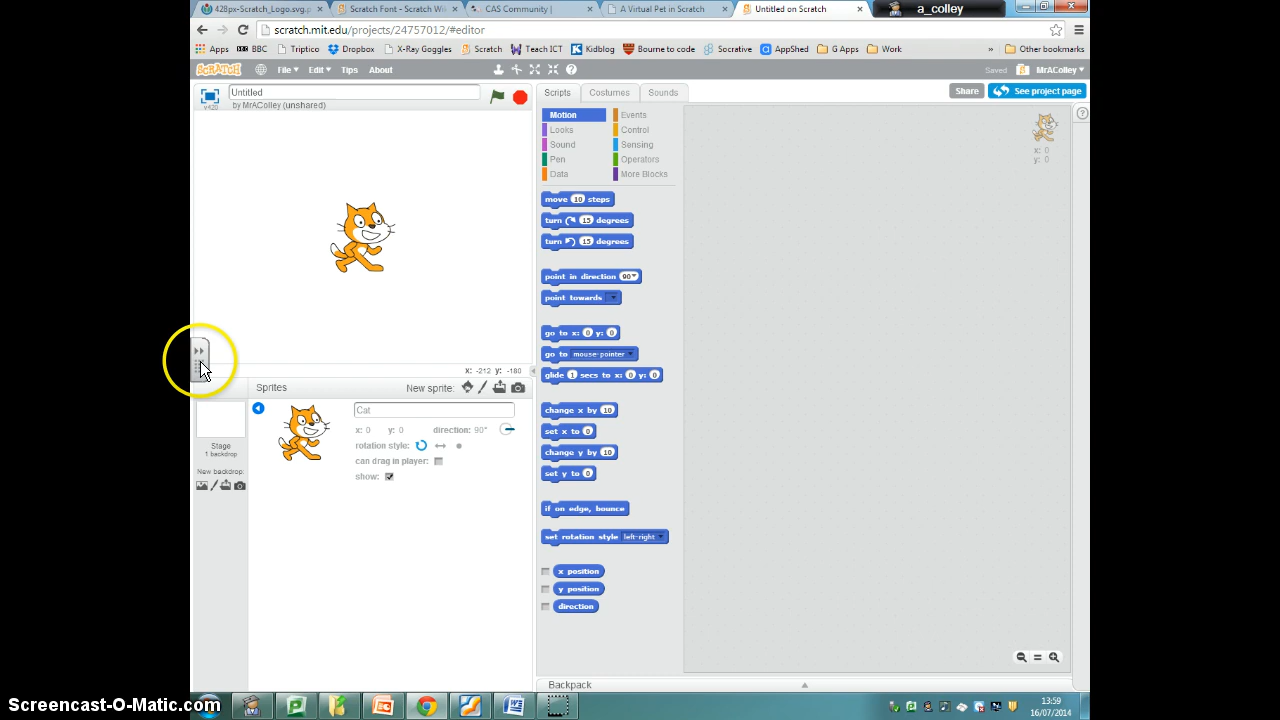 428px-Scratch_Logo.svg.p
Scratch Font - Scratch Wi
CAS Community |
A Virtual Pet in Scratch
Untitled on Scratch
a_colley
scratch.mit.edu/projects/24757012/#editor
Apps BBC Triptico Dropbox X-Ray Goggles Scratch Teach ICT Kidblog Bourne to code Socrative AppShed G Apps Work » Other bookmarks
SCRATCH File Edit Tips About Saved MrAColley
Untitled
by MrAColley (unshared)
v420
Scripts Costumes Sounds
Share See project page
Motion Events
Looks Control
Sound Sensing
Pen Operators
Data More Blocks
x: 0
y: 0
move 10 steps
turn 15 degrees
turn 15 degrees
point in direction 90
point towards
go to x: 0 y: 0
go to mouse-pointer
glide 1 secs to x: 0 y: 0
change x by 10
set x to 0
change y by 10
set y to 0
if on edge, bounce
set rotation style left-right
x position
y position
direction
x: -212 y: -180
Sprites New sprite:
Cat
x: 0 y: 0 direction: 90°
rotation style:
can drag in player:
show:
Stage
1 backdrop
New backdrop:
Backpack
13:59
16/07/2014
Screencast-O-Matic.com